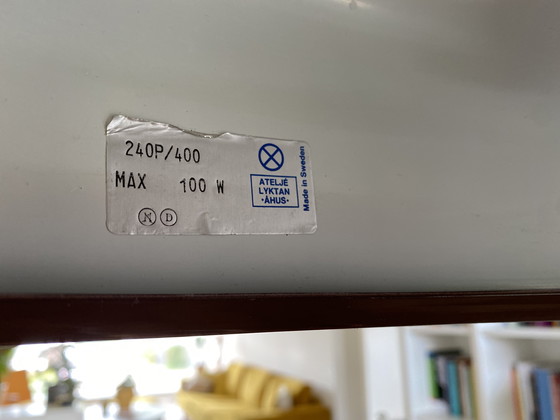 240P/400
MAX 100 W
N D
ATELJÉ
LYKTAN
·ÅHUS·
Made in Sweden